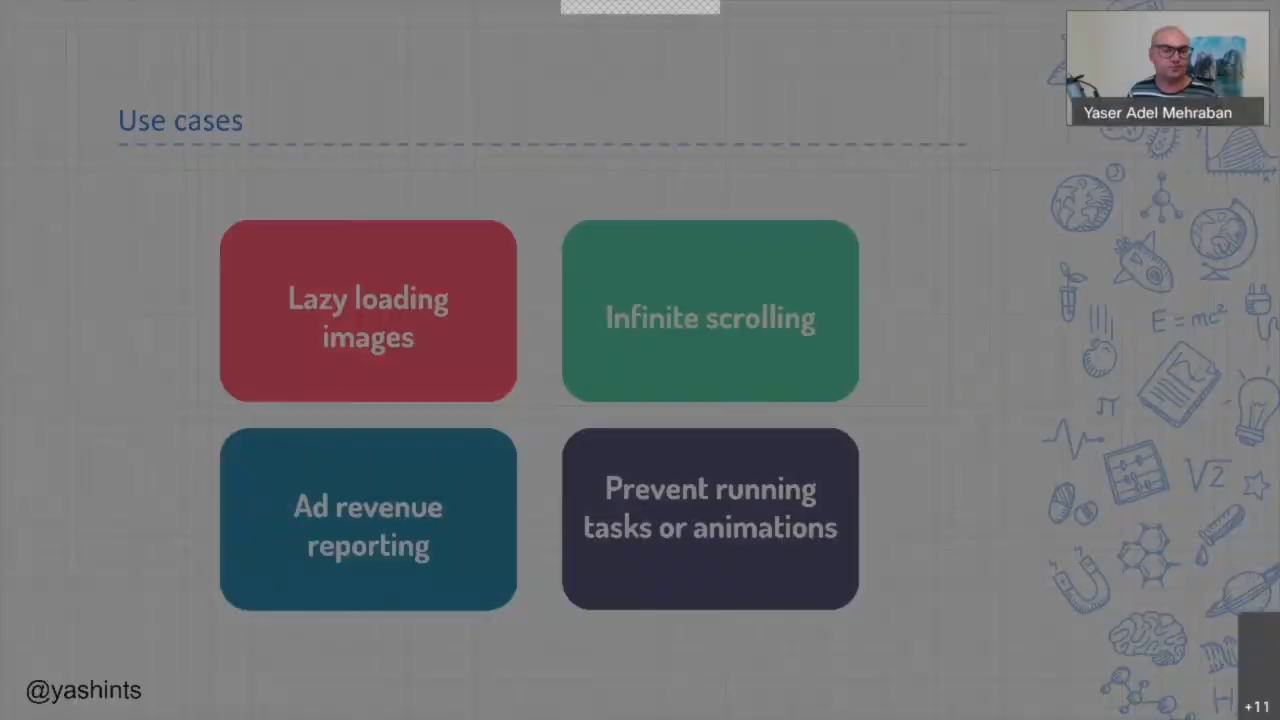 Use cases
Yaser Adel Mehraban
Lazy loading
images
Infinite scrolling
Ad revenue
reporting
Prevent running
tasks or animations
E = mc²
π
√2
H
@yashints
+11